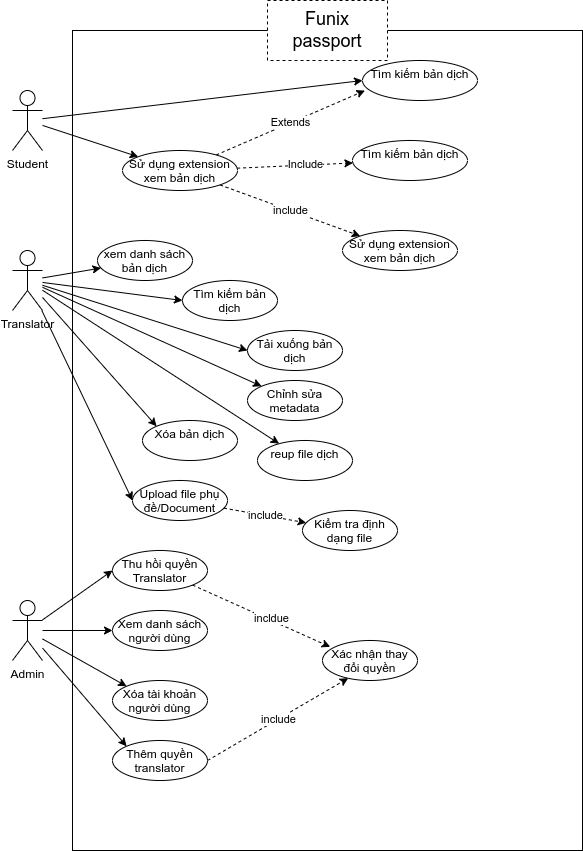 Funix
passport
Tìm kiếm bản dịch
Extends
Student
Sử dụng extension
xem bản dịch
Include
Tìm kiếm bản dịch
include
Sử dụng extension
xem bản dịch
xem danh sách
bản dịch
Translator
Tìm kiếm bản
dịch
Tải xuống bản
dịch
Chỉnh sửa
metadata
Xóa bản dịch
reup file dịch
Upload file phụ
đề/Document
include
Kiểm tra định
dạng file
Thu hồi quyền
Translator
incldue
Xem danh sách
người dùng
Admin
Xác nhận thay
đổi quyền
Xóa tài khoản
người dùng
include
Thêm quyền
translator